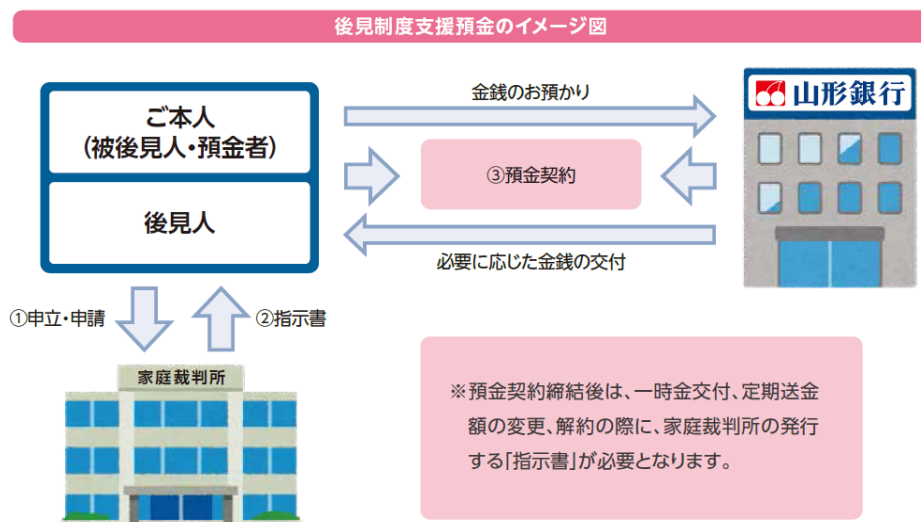 後見制度支援預金のイメージ図
ご本人
（被後見人・預金者）
後見人
金銭のお預かり
山形銀行
③預金契約
必要に応じた金銭の交付
①申立・申請
②指示書
家庭裁判所
※預金契約締結後は、一時金交付、定期送金
額の変更、解約の際に、家庭裁判所の発行
する「指示書」が必要となります。